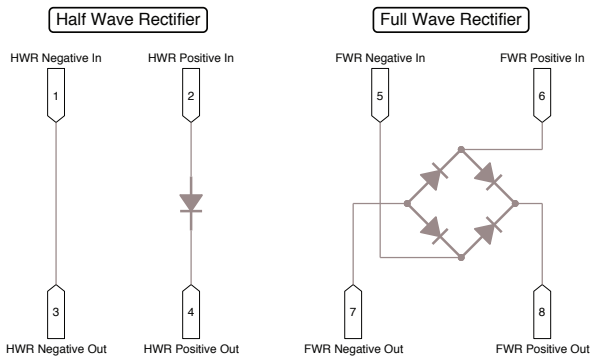 Half Wave Rectifier
Full Wave Rectifier
HWR Negative In
HWR Positive In
FWR Negative In
FWR Positive In
1
2
5
6
3
4
7
8
HWR Negative Out
HWR Positive Out
FWR Negative Out
FWR Positive Out